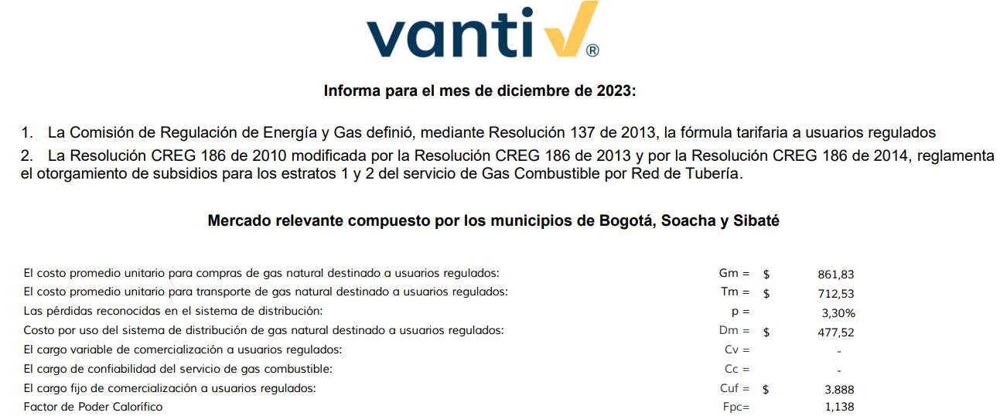 vanti ®
Informa para el mes de diciembre de 2023:
1. La Comisión de Regulación de Energía y Gas definió, mediante Resolución 137 de 2013, la fórmula tarifaria a usuarios regulados
2. La Resolución CREG 186 de 2010 modificada por la Resolución CREG 186 de 2013 y por la Resolución CREG 186 de 2014, reglamenta
el otorgamiento de subsidios para los estratos 1 y 2 del servicio de Gas Combustible por Red de Tubería.
Mercado relevante compuesto por los municipios de Bogotá, Soacha y Sibaté
El costo promedio unitario para compras de gas natural destinado a usuarios regulados: Gm = $ 861,83
El costo promedio unitario para transporte de gas natural destinado a usuarios regulados: Tm = $ 712,53
Las pérdidas reconocidas en el sistema de distribución: p = 3,30%
Costo por uso del sistema de distribución de gas natural destinado a usuarios regulados: Dm = $ 477,52
El cargo variable de comercialización a usuarios regulados: Cv = -
El cargo de confiabilidad del servicio de gas combustible: Cc = -
El cargo fijo de comercialización a usuarios regulados: Cuf = $ 3.888
Factor de Poder Calorífico Fpc= 1,138